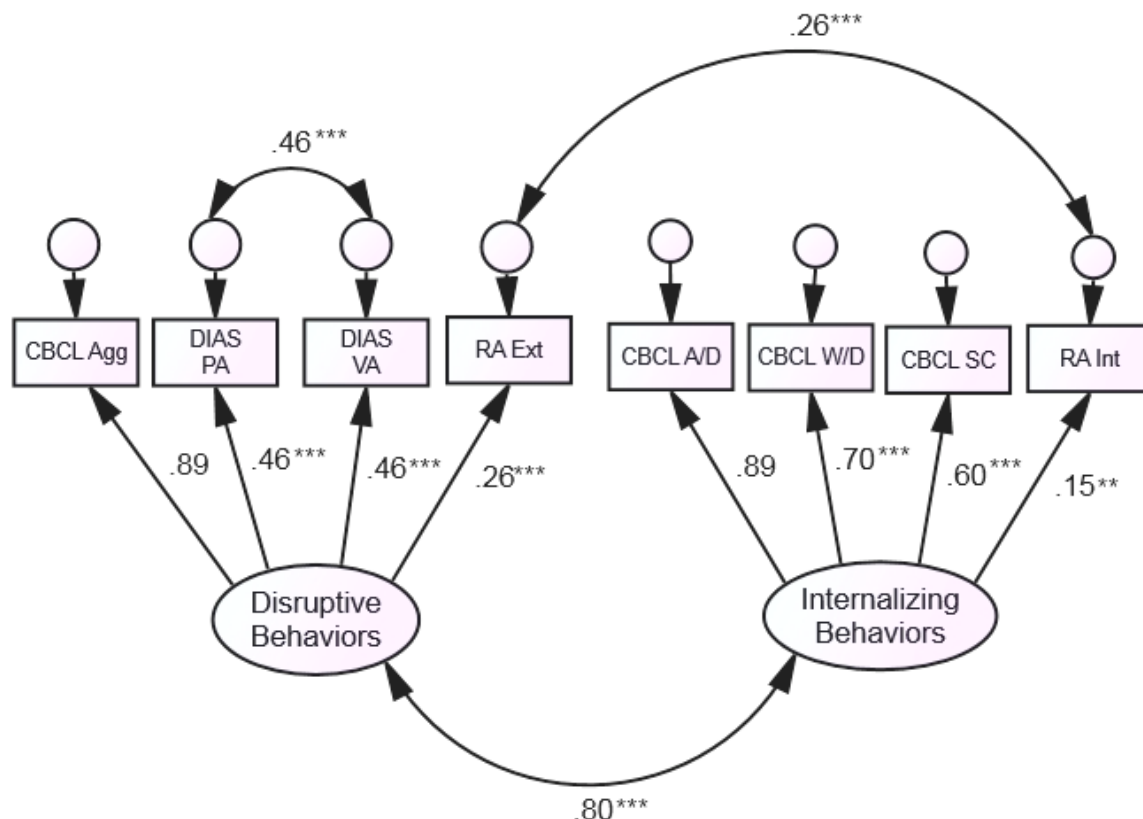 .26***
.46***
CBCL Agg
DIAS
PA
DIAS
VA
RA Ext
CBCL A/D
CBCL W/D
CBCL SC
RA Int
.89
.46***
.46***
.26***
.89
.70***
.60***
.15**
Disruptive
Behaviors
Internalizing
Behaviors
.80***